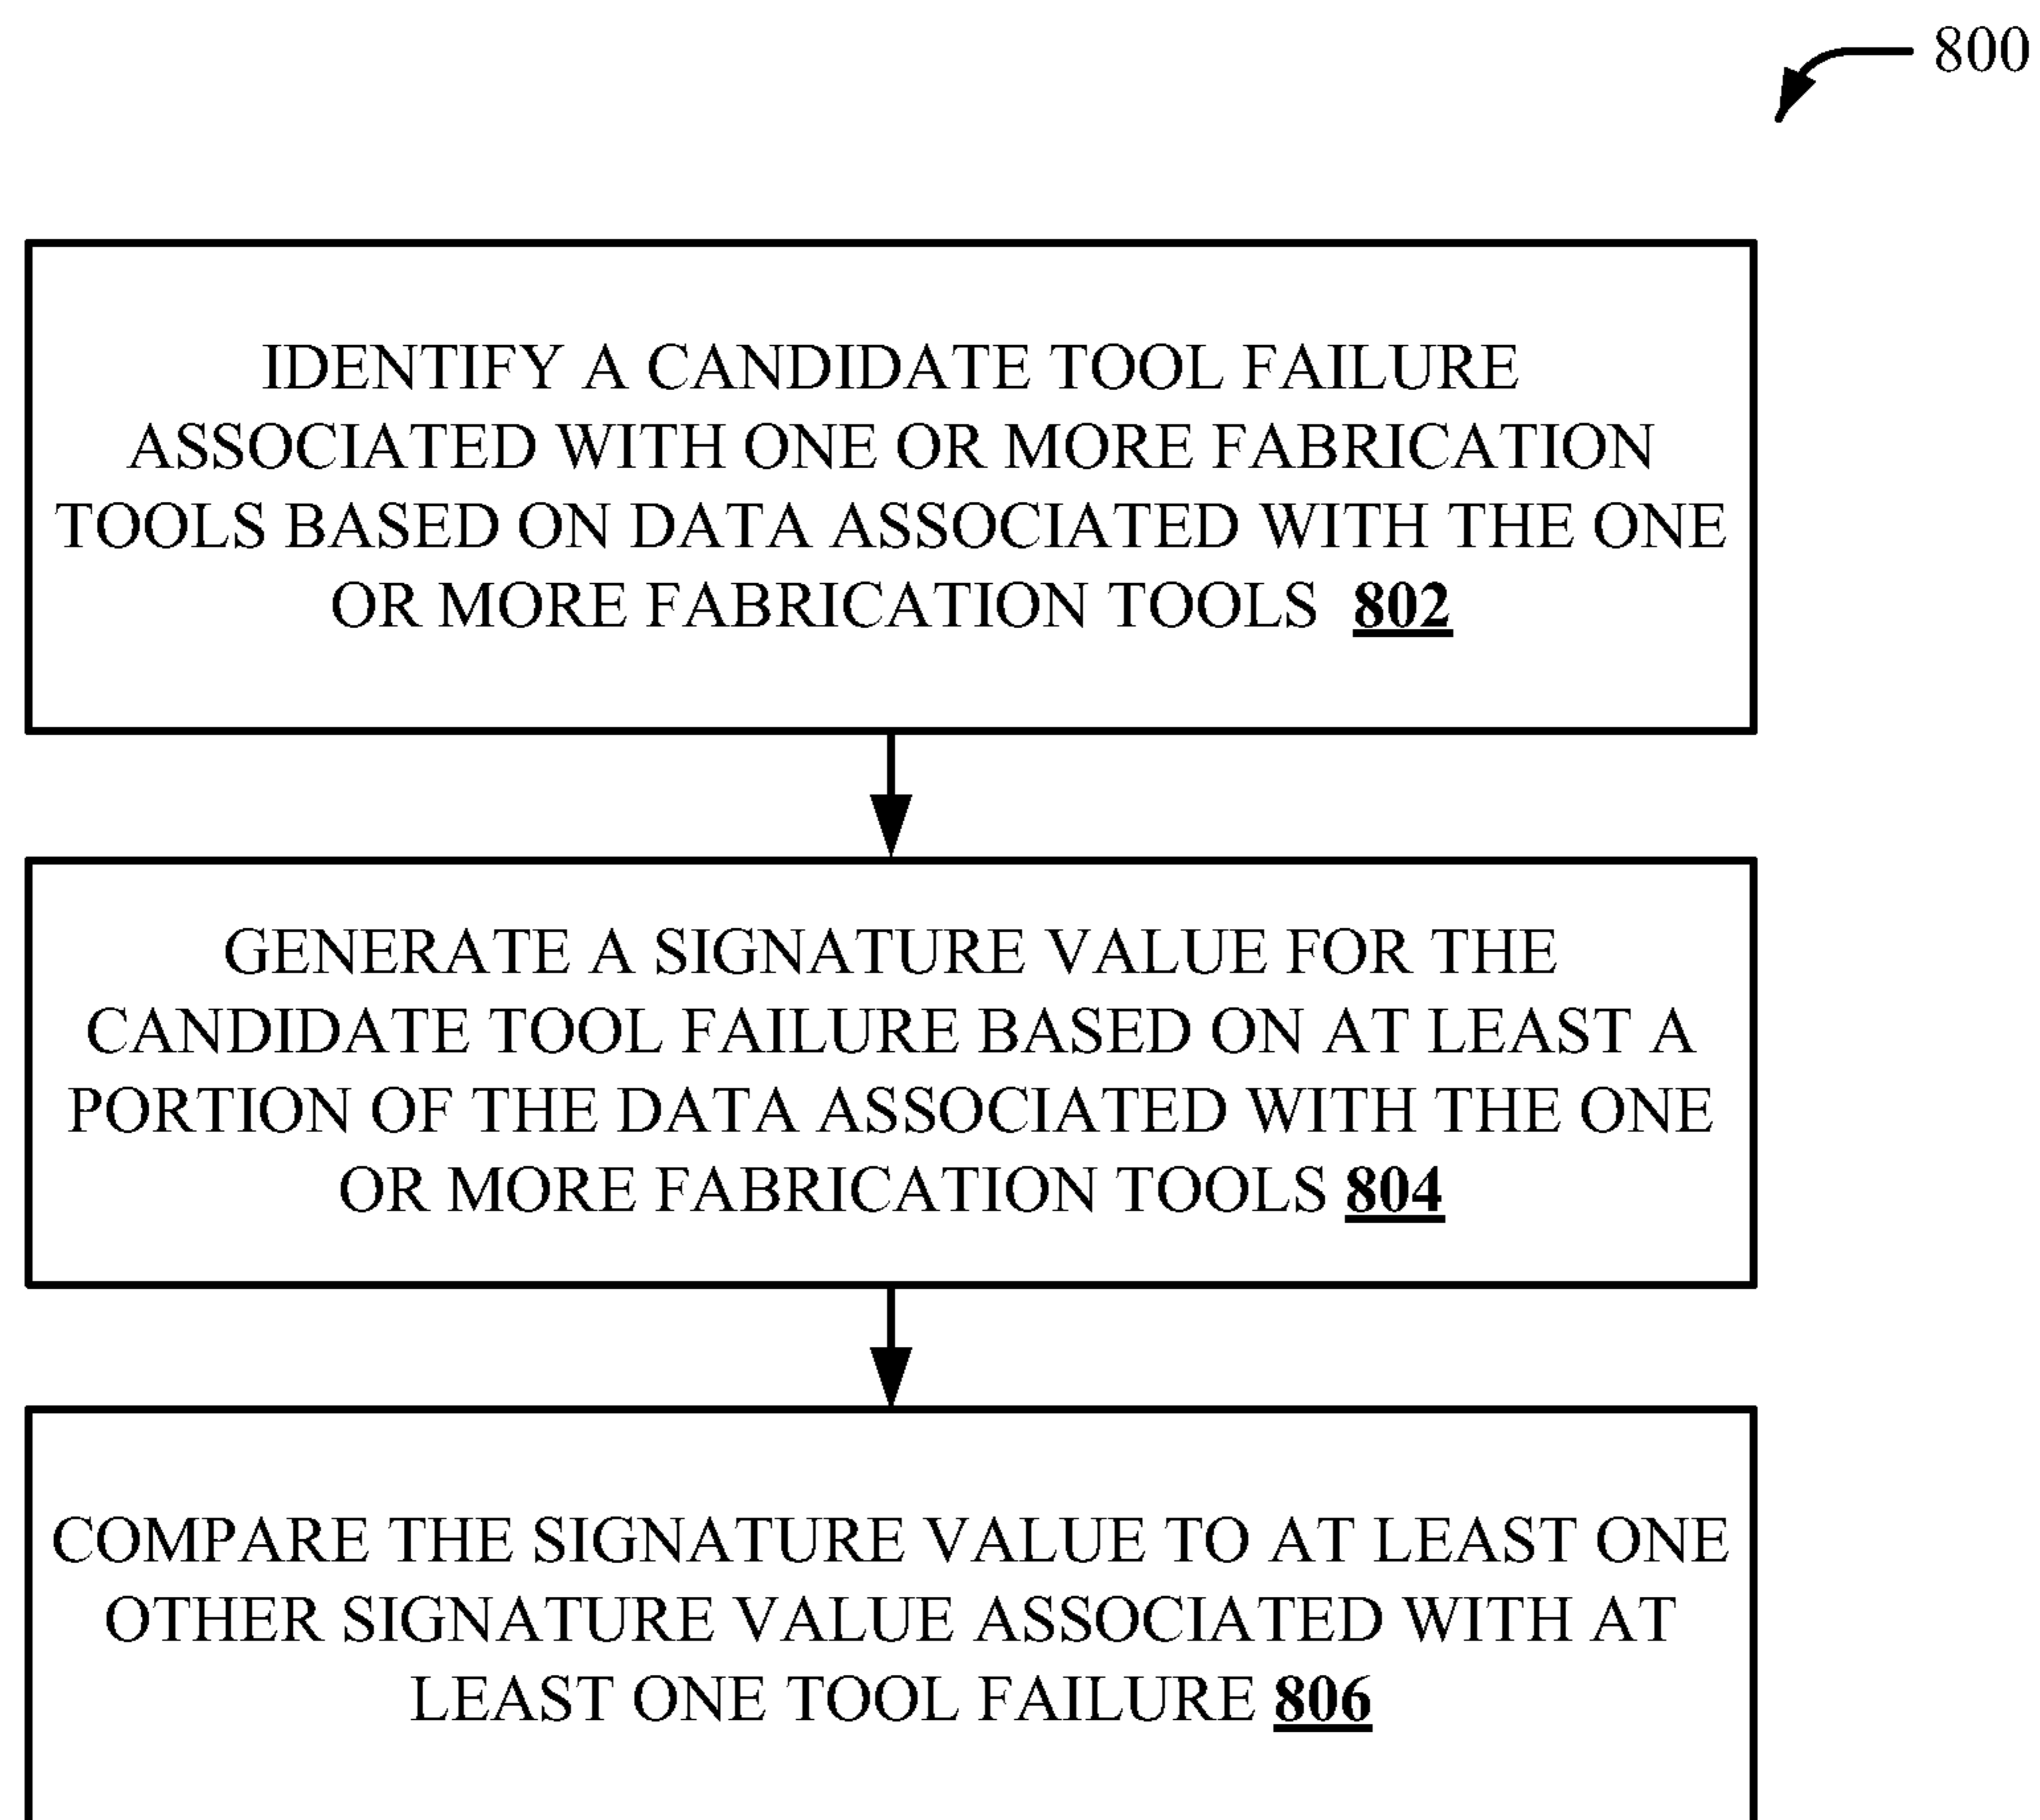 800
IDENTIFY A CANDIDATE TOOL FAILURE
ASSOCIATED WITH ONE OR MORE FABRICATION
TOOLS BASED ON DATA ASSOCIATED WITH THE ONE
OR MORE FABRICATION TOOLS 802
GENERATE A SIGNATURE VALUE FOR THE
CANDIDATE TOOL FAILURE BASED ON AT LEAST A
PORTION OF THE DATA ASSOCIATED WITH THE ONE
OR MORE FABRICATION TOOLS 804
COMPARE THE SIGNATURE VALUE TO AT LEAST ONE
OTHER SIGNATURE VALUE ASSOCIATED WITH AT
LEAST ONE TOOL FAILURE 806